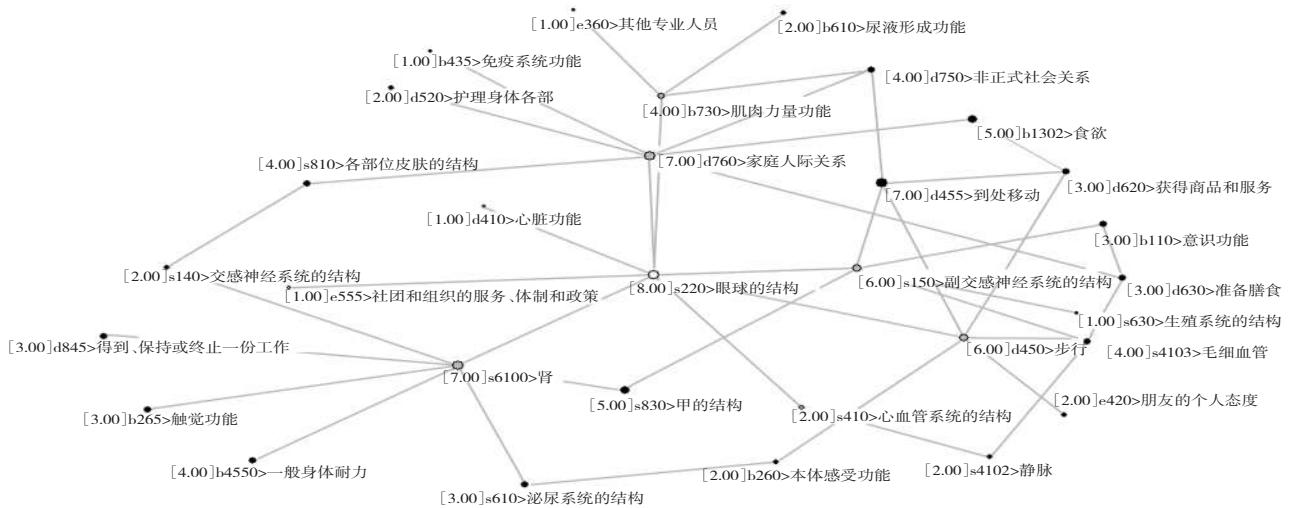 [1.00]e360>其他专业人员
[2.00]b610>尿液形成功能
[1.00]b435>免疫系统功能
[4.00]d750>非正式社会关系
[2.00]d520>护理身体各部
[4.00]b730>肌肉力量功能
[5.00]b1302>食欲
[4.00]s810>各部位皮肤的结构
[7.00]d760>家庭人际关系
[3.00]d620>获得商品和服务
[7.00]d455>到处移动
[1.00]d410>心脏功能
[3.00]b110>意识功能
[2.00]s140>交感神经系统的结构
[6.00]s150>副交感神经系统的结构
[8.00]s220>眼球的结构
[3.00]d630>准备膳食
[1.00]e555>社团和组织的服务、体制和政策
[1.00]s630>生殖系统的结构
[3.00]d845>得到、保持或终止一份工作
[6.00]d450>步行
[4.00]s4103>毛细血管
[7.00]s6100>肾
[5.00]s830>甲的结构
[2.00]e420>朋友的个人态度
[3.00]b265>触觉功能
[2.00]s410>心血管系统的结构
[4.00]b4550>一般身体耐力
[2.00]b260>本体感受功能
[2.00]s4102>静脉
[3.00]s610>泌尿系统的结构